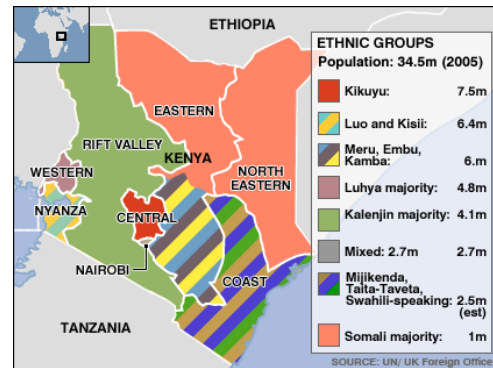 ETHIOPIA
EASTERN
RIFT VALLEY
KENYA
WESTERN
NORTH
EASTERN
NYANZA
CENTRAL
NAIROBI
COAST
TANZANIA
ETHNIC GROUPS
Population: 34.5m (2005)
Kikuyu: 7.5m
Luo and Kisii: 6.4m
Meru, Embu,
Kamba: 6.m
Luhya majority: 4.8m
Kalenjin majority: 4.1m
Mixed: 2.7m 2.7m
Mijikenda,
Taita-Taveta,
Swahili-speaking: 2.5m
(est)
Somali majority: 1m
SOURCE: UN/ UK Foreign Office